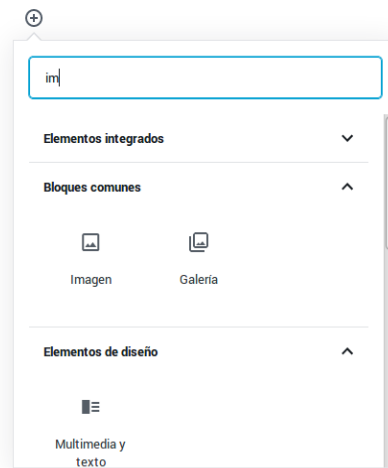 im
Elementos integrados
Bloques comunes
Imagen
Galería
Elementos de diseño
Multimedia y
texto